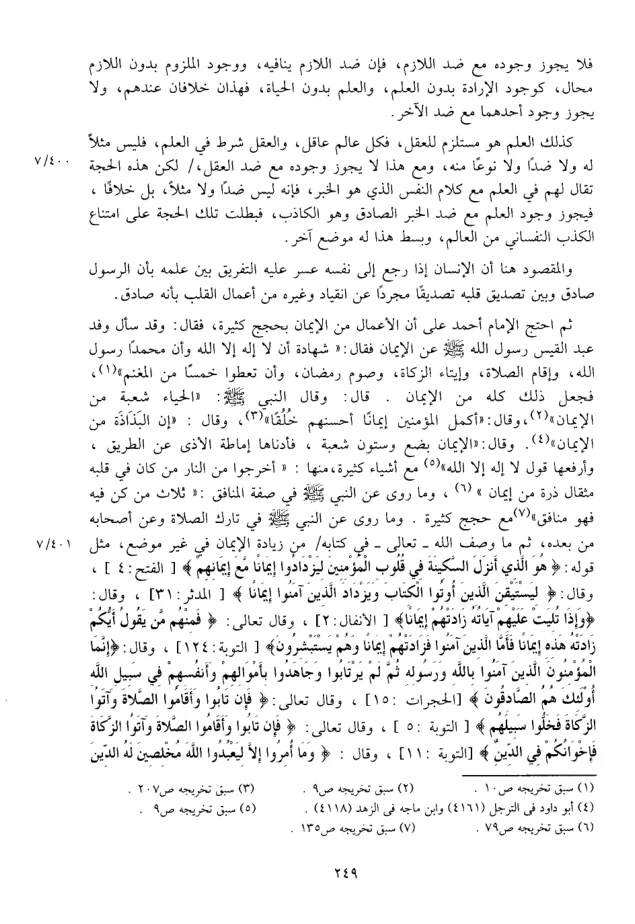 فلا يجوز وجوده مع ضد اللازم، فإن ضد اللازم ينافيه، ووجود الملزوم بدون اللازم
محال، كوجود الإرادة بدون العلم، والعلم بدون الحياة، فهذان خلافان عندهم، ولا
يجوز وجود أحدهما مع ضد الآخر.
كذلك العلم هو مستلزم للعقل، فكل عالم عاقل، والعقل شرط في العلم، فليس مثلاً
٧/٤٠٠ له ولا ضدًا ولا نوعًا منه، ومع هذا لا يجوز وجوده مع ضد العقل،/ لكن هذه الحجة
تقال لهم في العلم مع كلام النفس الذي هو الخبر، فإنه ليس ضدًا ولا مثلاً، بل خلافًا ،
فيجوز وجود العلم مع ضد الخبر الصادق وهو الكاذب، فبطلت تلك الحجة على امتناع
الكذب النفساني من العالم، وبسط هذا له موضع آخر.
والمقصود هنا أن الإنسان إذا رجع إلى نفسه عسر عليه التفريق بين علمه بأن الرسول
صادق وبين تصديق قلبه تصديقًا مجردًا عن انقياد وغيره من أعمال القلب بأنه صادق.
ثم احتج الإمام أحمد على أن الأعمال من الإيمان بحجج كثيرة، فقال: وقد سأل وفد
عبد القيس رسول الله ﷺ عن الإيمان فقال:« شهادة أن لا إله إلا الله وأن محمدًا رسول
الله، وإقام الصلاة، وإيتاء الزكاة، وصوم رمضان، وأن تعطوا خمسًا من المغنم»(١)،
فجعل ذلك كله من الإيمان . قال: وقال النبي ﷺ: «الحياء شعبة من
الإيمان»(٢)،وقال:«أكمل المؤمنين إيمانًا أحسنهم خُلُقًا»(٣)، وقال : «إن البَذَاذَة من
الإيمان»(٤). وقال:«الإيمان بضع وستون شعبة ، فأدناها إماطة الأذى عن الطريق ،
وأرفعها قول لا إله إلا الله»(٥) مع أشياء كثيرة،منها : « أخرجوا من النار من كان في قلبه
مثقال ذرة من إيمان » (٦) ، وما روى عن النبي ﷺ في صفة المنافق :« ثلاث من كن فيه
فهو منافق»(٧)مع حجج كثيرة . وما روى عن النبي ﷺ في تارك الصلاة وعن أصحابه
٧/٤٠١ من بعده، ثم ما وصف الله ـ تعالى ـ في كتابه/ من زيادة الإيمان في غير موضع، مثل
قوله: ﴿ هُوَ الَّذِي أَنزَلَ السَّكِينَةَ فِي قُلُوبِ الْمُؤْمِنِينَ لِيَزْدَادُوا إِيمَانًا مَّعَ إِيمَانِهِمْ ﴾ [ الفتح:٤ ] ،
وقال: ﴿ لِيَسْتَيْقِنَ الَّذِينَ أُوتُوا الْكِتَابَ وَيَزْدَادَ الَّذِينَ آمَنُوا إِيمَانًا ﴾ [ المدثر:٣١] ، وقال:
﴿وَإِذَا تُلِيَتْ عَلَيْهِمْ آيَاتُهُ زَادَتْهُمْ إِيمَانًا﴾ [ الأنفال:٢] ، وقال تعالى: ﴿ فَمِنْهُم مَّن يَقُولُ أَيُّكُمْ
زَادَتْهُ هَذِهِ إِيمَانًا فَأَمَّا الَّذِينَ آمَنُوا فَزَادَتْهُمْ إِيمَانًا وَهُمْ يَسْتَبْشِرُونَ﴾ [ التوبة:١٢٤] ، وقال: ﴿إِنَّمَا
الْمُؤْمِنُونَ الَّذِينَ آمَنُوا بِاللَّهِ وَرَسُولِهِ ثُمَّ لَمْ يَرْتَابُوا وَجَاهَدُوا بِأَمْوَالِهِمْ وَأَنفُسِهِمْ فِي سَبِيلِ اللَّهِ
أُوْلَئِكَ هُمُ الصَّادِقُونَ ﴾ [الحجرات :١٥] ، وقال تعالى: ﴿ فَإِن تَابُوا وَأَقَامُوا الصَّلاةَ وَآتَوُا
الزَّكَاةَ فَخَلُّوا سَبِيلَهُمْ ﴾ [ التوبة :٥ ] ، وقال تعالى: ﴿ فَإِن تَابُوا وَأَقَامُوا الصَّلاةَ وَآتَوُا الزَّكَاةَ
فَإِخْوَانُكُمْ فِي الدِّينِ ﴾ [التوبة :١١] ، وقال : ﴿ وَمَا أُمِرُوا إِلاَّ لِيَعْبُدُوا اللَّهَ مُخْلِصِينَ لَهُ الدِّينَ
(١) سبق تخريجه ص١٠ . (٢) سبق تخريجه ص٩ . (٣) سبق تخريجه ص٢٠٧ .
(٤) أبو داود فى الترجل (٤١٦١) وابن ماجه فى الزهد (٤١١٨) . (٥) سبق تخريجه ص٩ .
(٦) سبق تخريجه ص٧٩ . (٧) سبق تخريجه ص١٣٥ .
٢٤٩